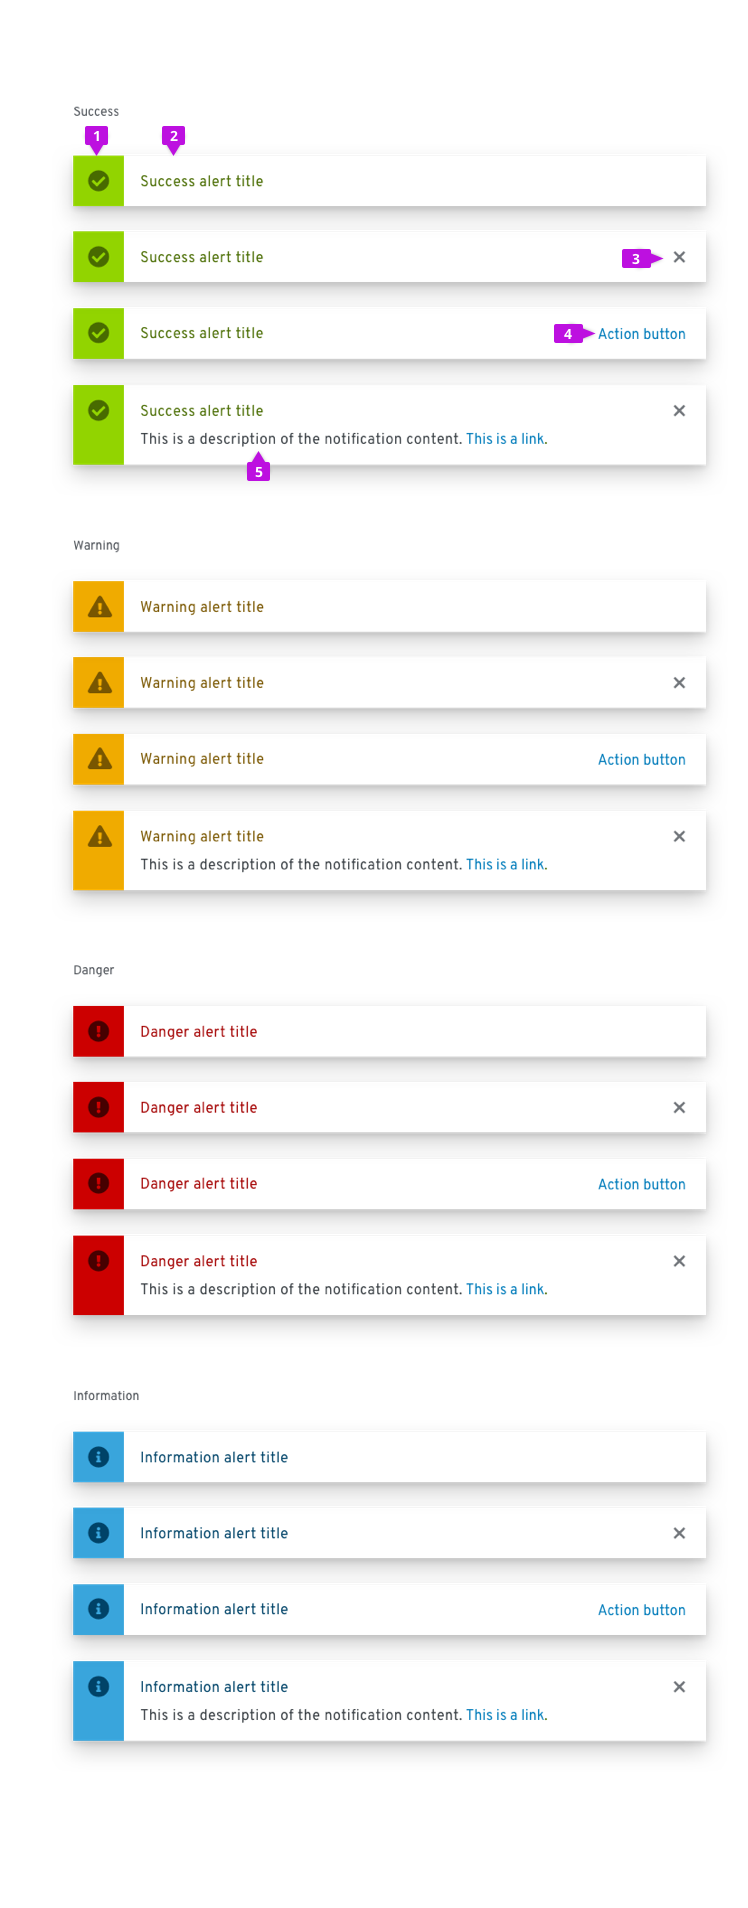 Success
1 2
Success alert title
Success alert title 3
Success alert title 4 Action button
Success alert title
This is a description of the notification content. This is a link.
5
Warning
Warning alert title
Warning alert title
Warning alert title Action button
Warning alert title
This is a description of the notification content. This is a link.
Danger
Danger alert title
Danger alert title
Danger alert title Action button
Danger alert title
This is a description of the notification content. This is a link.
Information
Information alert title
Information alert title
Information alert title Action button
Information alert title
This is a description of the notification content. This is a link.